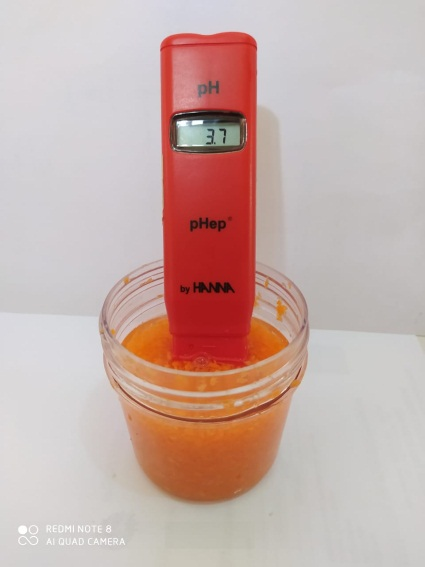 pH
3.7
pHep®
by HANNA
REDMI NOTE 8
AI QUAD CAMERA